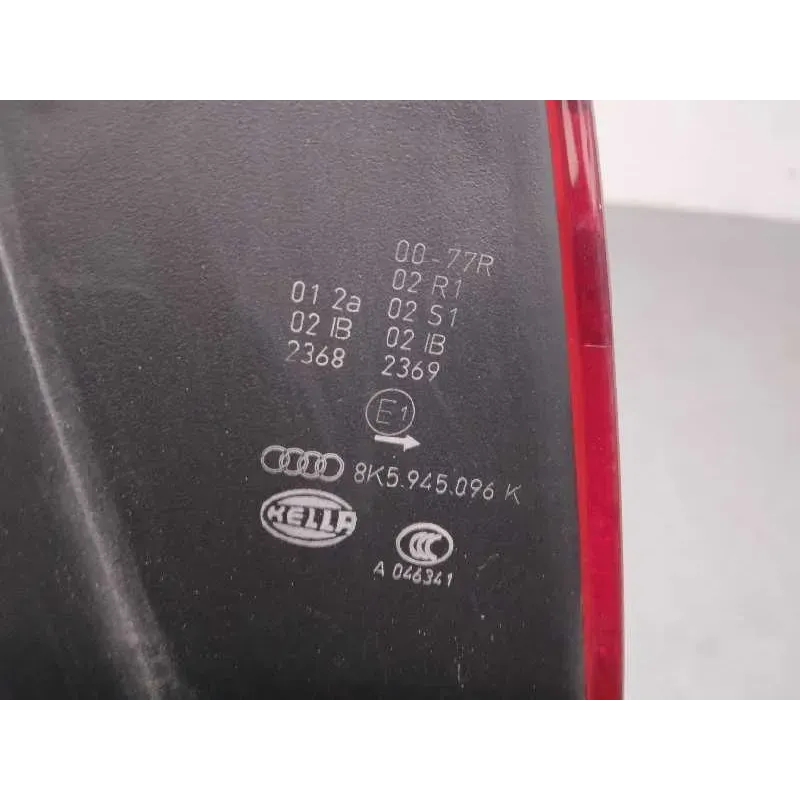 00-77R
02 R1
02 S1
02 IB
2369
01 2a
02 IB
2368
E1
8K5.945.096 K
HELLA
CCC
A 046341